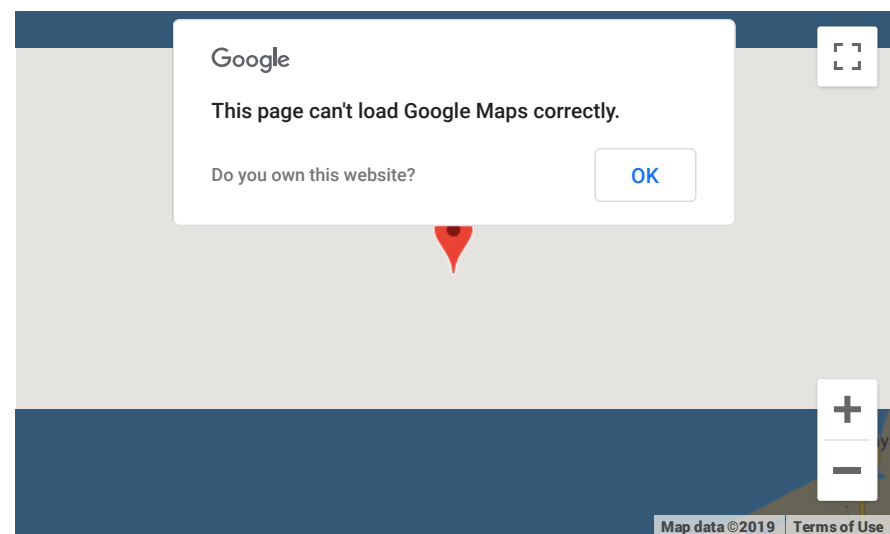 Google
This page can't load Google Maps correctly.
Do you own this website?
OK
Map data ©2019 Terms of Use